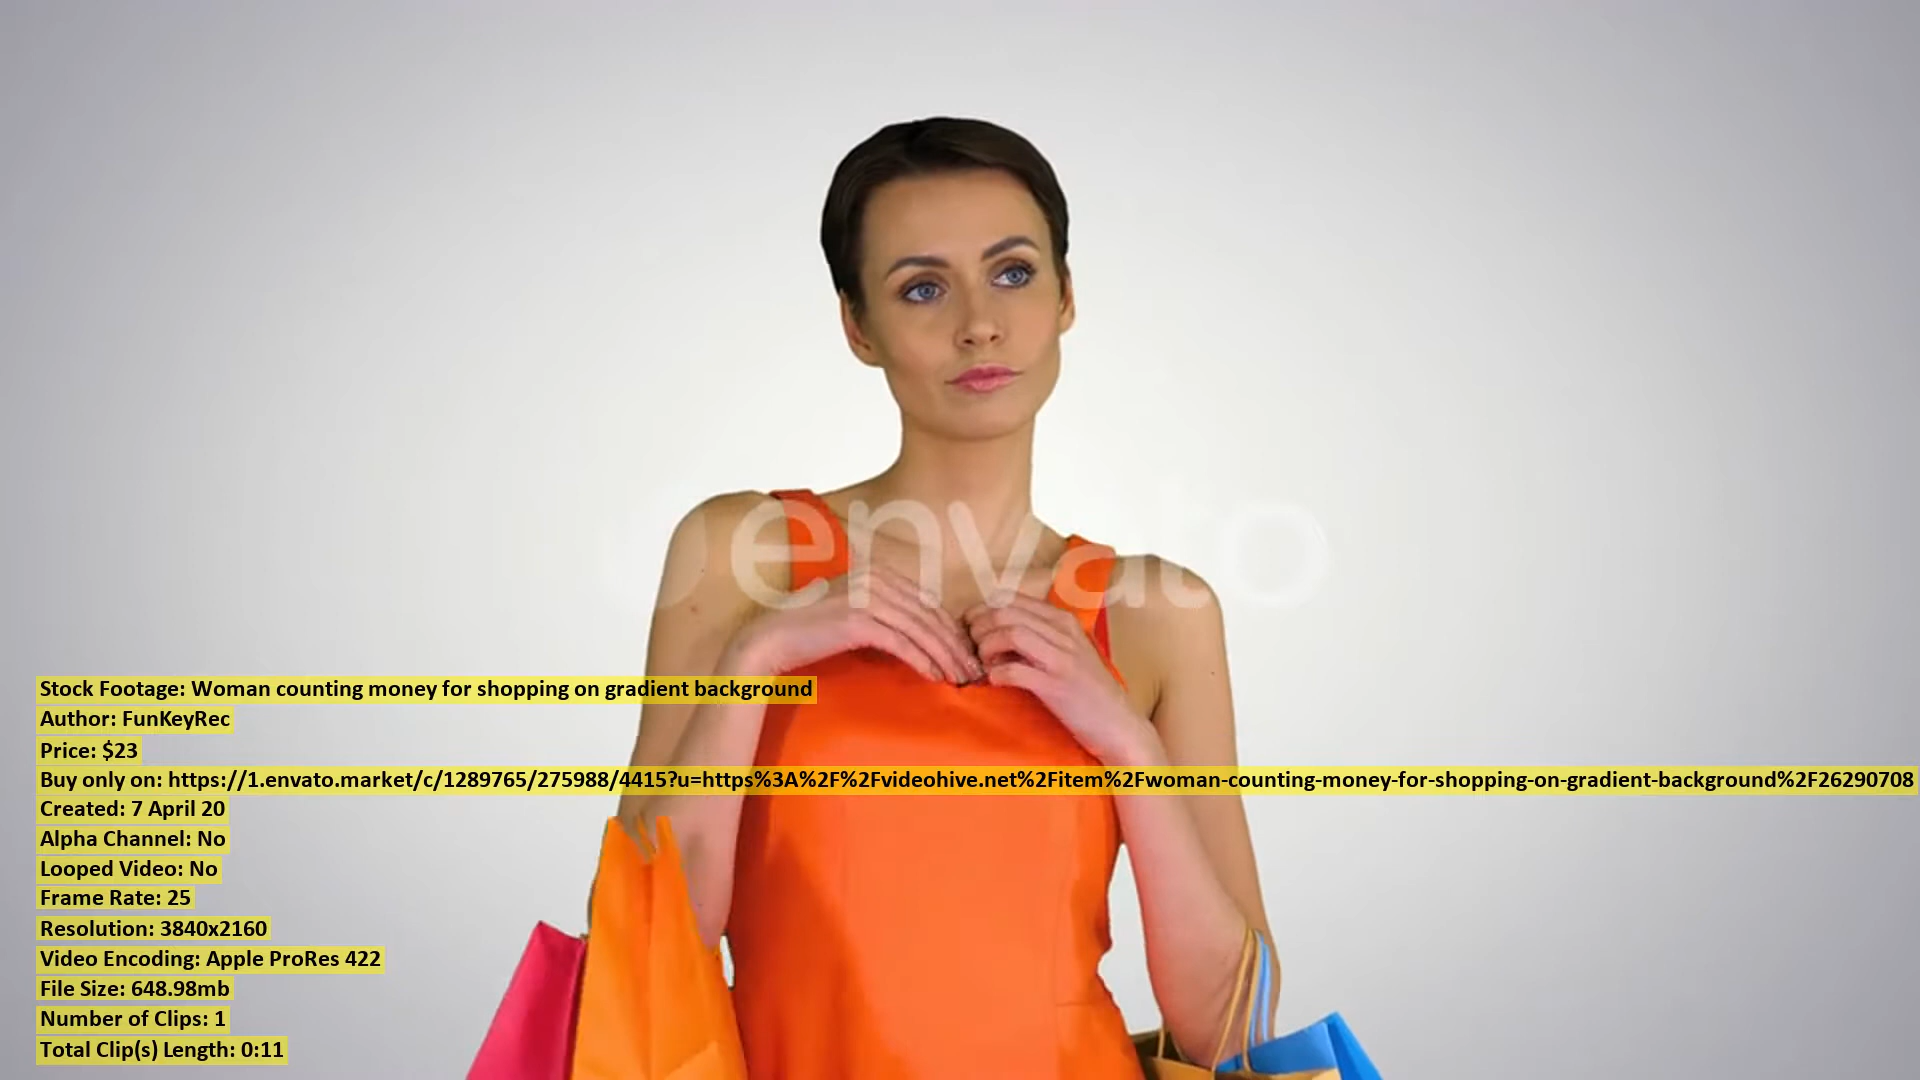 envato
Stock Footage: Woman counting money for shopping on gradient background
Author: FunKeyRec
Price: $23
Buy only on: https://1.envato.market/c/1289765/275988/4415?u=https%3A%2F%2Fvideohive.net%2Fitem%2Fwoman-counting-money-for-shopping-on-gradient-background%2F26290708
Created: 7 April 20
Alpha Channel: No
Looped Video: No
Frame Rate: 25
Resolution: 3840x2160
Video Encoding: Apple ProRes 422
File Size: 648.98mb
Number of Clips: 1
Total Clip(s) Length: 0:11